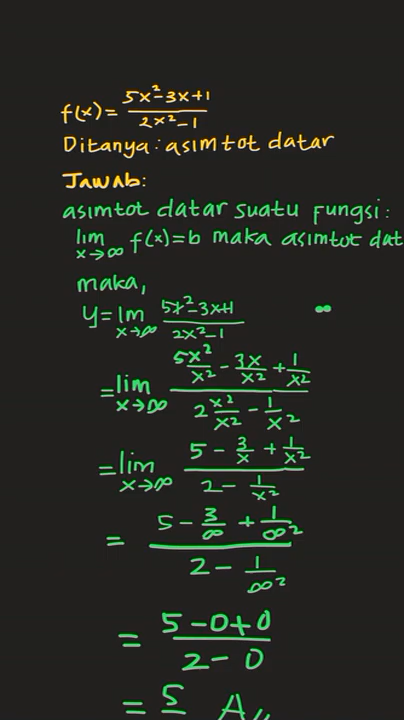 f(x) = (5x²-3x+1)/(2x²-1)
Ditanya: asimtot datar
Jawab:
asimtot datar suatu fungsi:
lim x→∞ f(x)=b maka asimtot dat
maka,
y = lim x→∞ (5x²-3x+1)/(2x²-1) ∞
= lim x→∞ (5x²/x² - 3x/x² + 1/x²)/(2x²/x² - 1/x²)
= lim x→∞ (5 - 3/x + 1/x²)/(2 - 1/x²)
= (5 - 3/∞ + 1/∞²)/(2 - 1/∞²)
= (5-0+0)/(2-0)
= 5 A